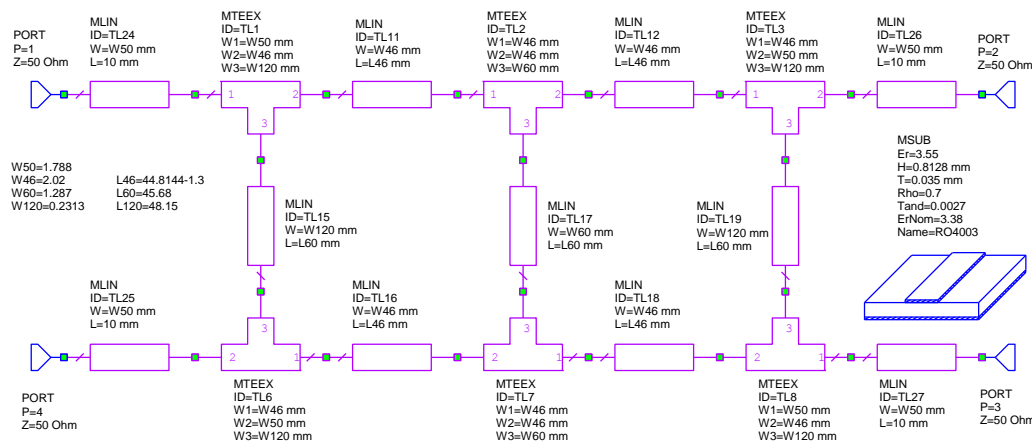 PORT
P=1
Z=50 Ohm
MLIN
ID=TL24
W=W50 mm
L=10 mm
MTEEX
ID=TL1
W1=W50 mm
W2=W46 mm
W3=W120 mm
MLIN
ID=TL11
W=W46 mm
L=L46 mm
MTEEX
ID=TL2
W1=W46 mm
W2=W46 mm
W3=W60 mm
MLIN
ID=TL12
W=W46 mm
L=L46 mm
MTEEX
ID=TL3
W1=W46 mm
W2=W50 mm
W3=W120 mm
MLIN
ID=TL26
W=W50 mm
L=10 mm
PORT
P=2
Z=50 Ohm
1 2
3
1 2
3
1 2
3
W50=1.788
W46=2.02
W60=1.287
W120=0.2313
L46=44.8144-1.3
L60=45.68
L120=48.15
MLIN
ID=TL15
W=W120 mm
L=L60 mm
MLIN
ID=TL17
W=W60 mm
L=L60 mm
MLIN
ID=TL19
W=W120 mm
L=L60 mm
MSUB
Er=3.55
H=0.8128 mm
T=0.035 mm
Rho=0.7
Tand=0.0027
ErNom=3.38
Name=RO4003
MLIN
ID=TL25
W=W50 mm
L=10 mm
MLIN
ID=TL16
W=W46 mm
L=L46 mm
MLIN
ID=TL18
W=W46 mm
L=L46 mm
3
2 1
3
2 1
3
2 1
PORT
P=4
Z=50 Ohm
MTEEX
ID=TL6
W1=W46 mm
W2=W50 mm
W3=W120 mm
MTEEX
ID=TL7
W1=W46 mm
W2=W46 mm
W3=W60 mm
MTEEX
ID=TL8
W1=W50 mm
W2=W46 mm
W3=W120 mm
MLIN
ID=TL27
W=W50 mm
L=10 mm
PORT
P=3
Z=50 Ohm